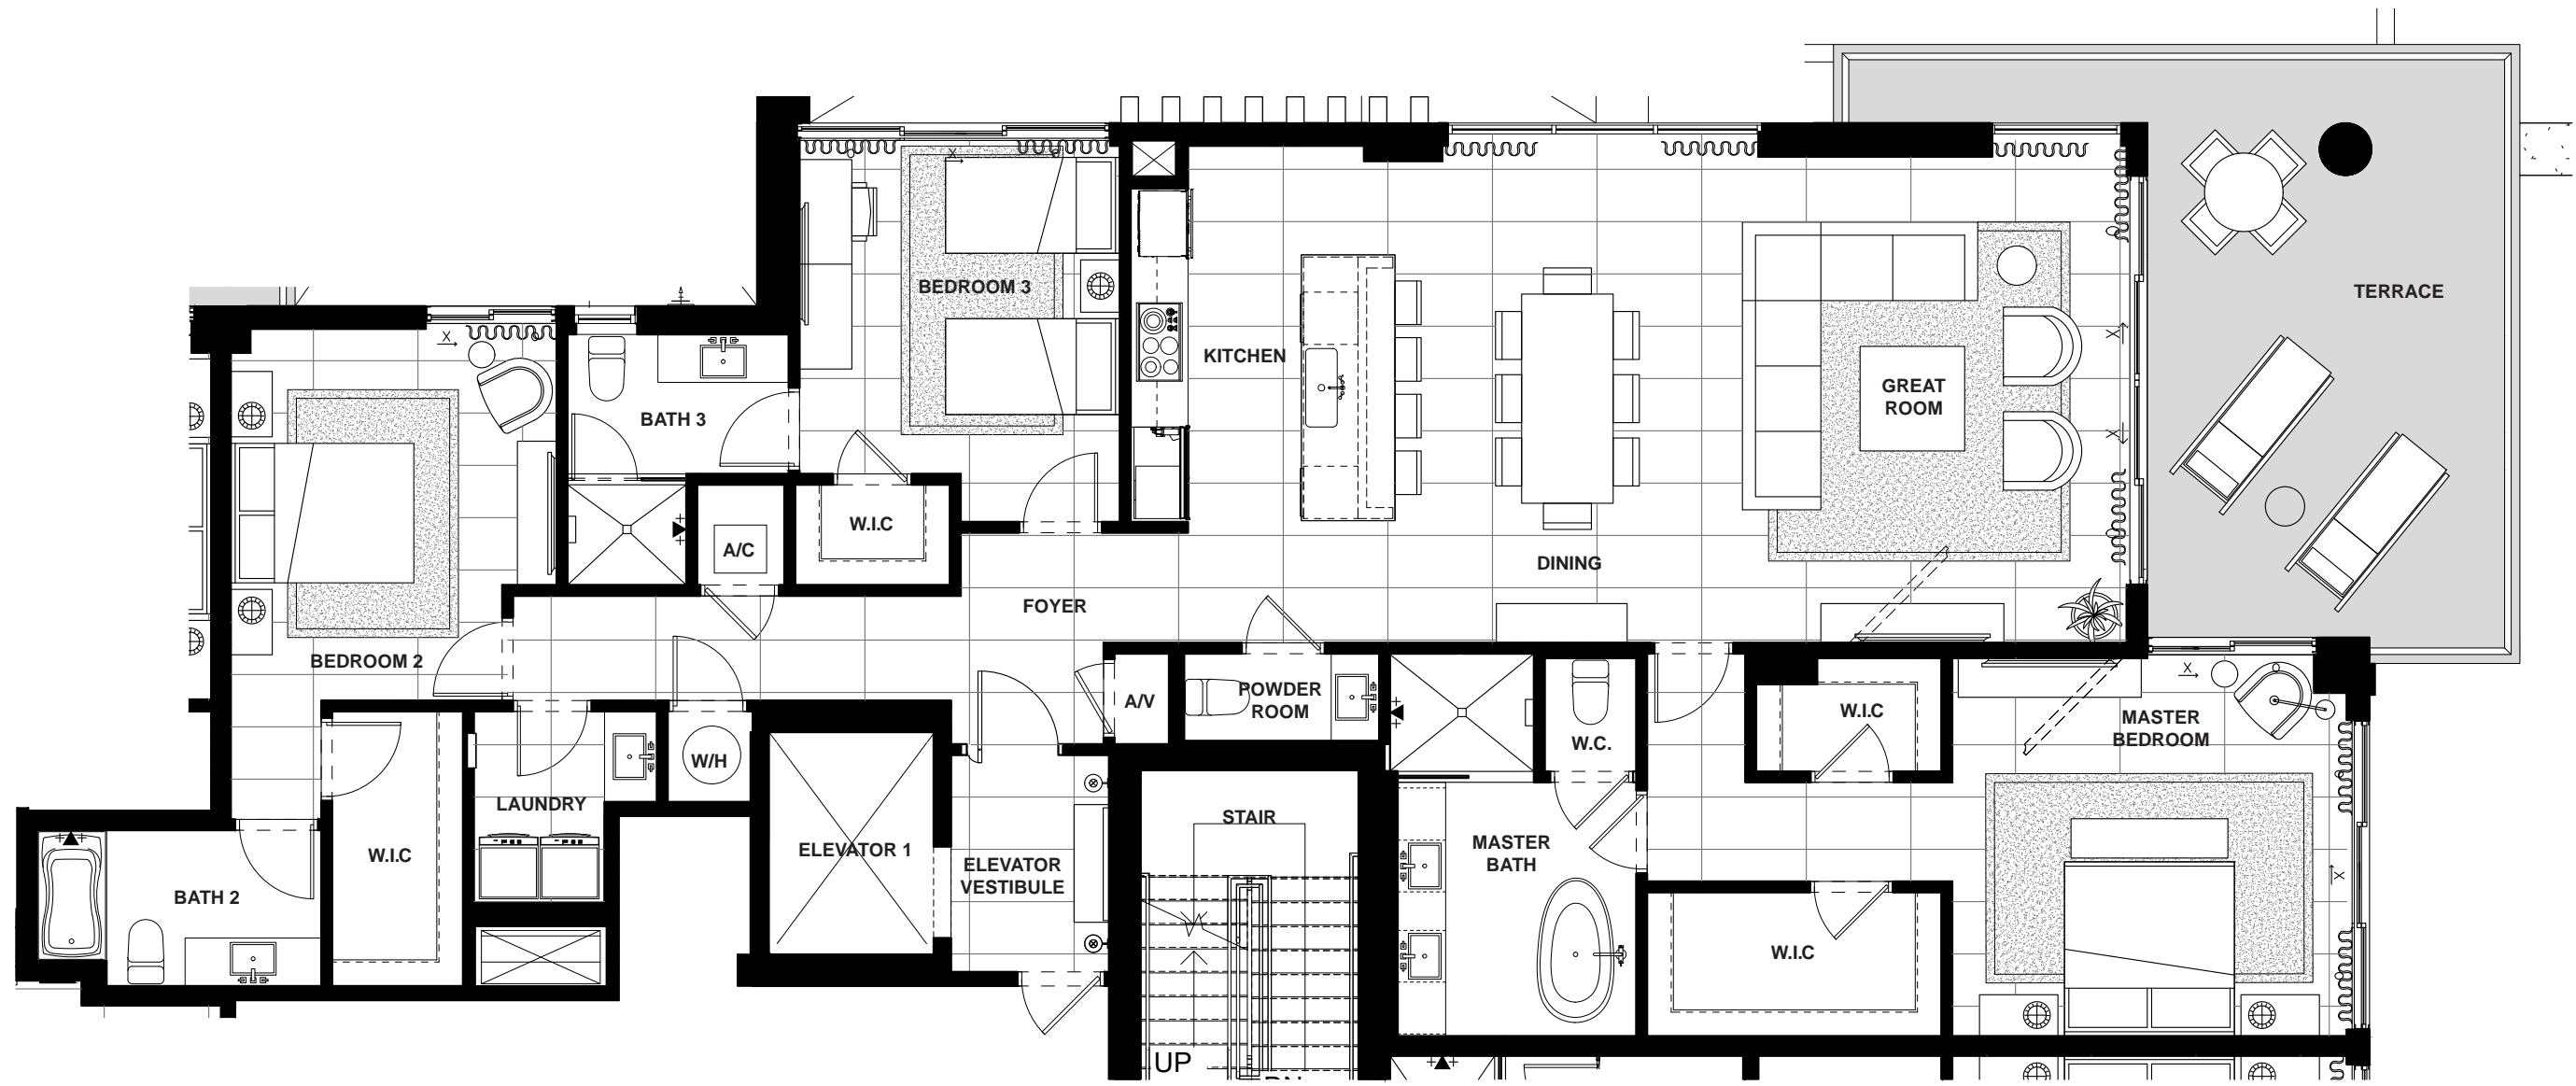 BEDROOM 3
TERRACE
KITCHEN
GREAT
ROOM
BATH 3
W.I.C
A/C
DINING
FOYER
BEDROOM 2
A/V
POWDER
ROOM
W.I.C
MASTER
BEDROOM
W.C.
W/H
LAUNDRY
STAIR
ELEVATOR 1
MASTER
BATH
W.I.C
ELEVATOR
VESTIBULE
BATH 2
W.I.C
UP
X
X
X
X
X
X